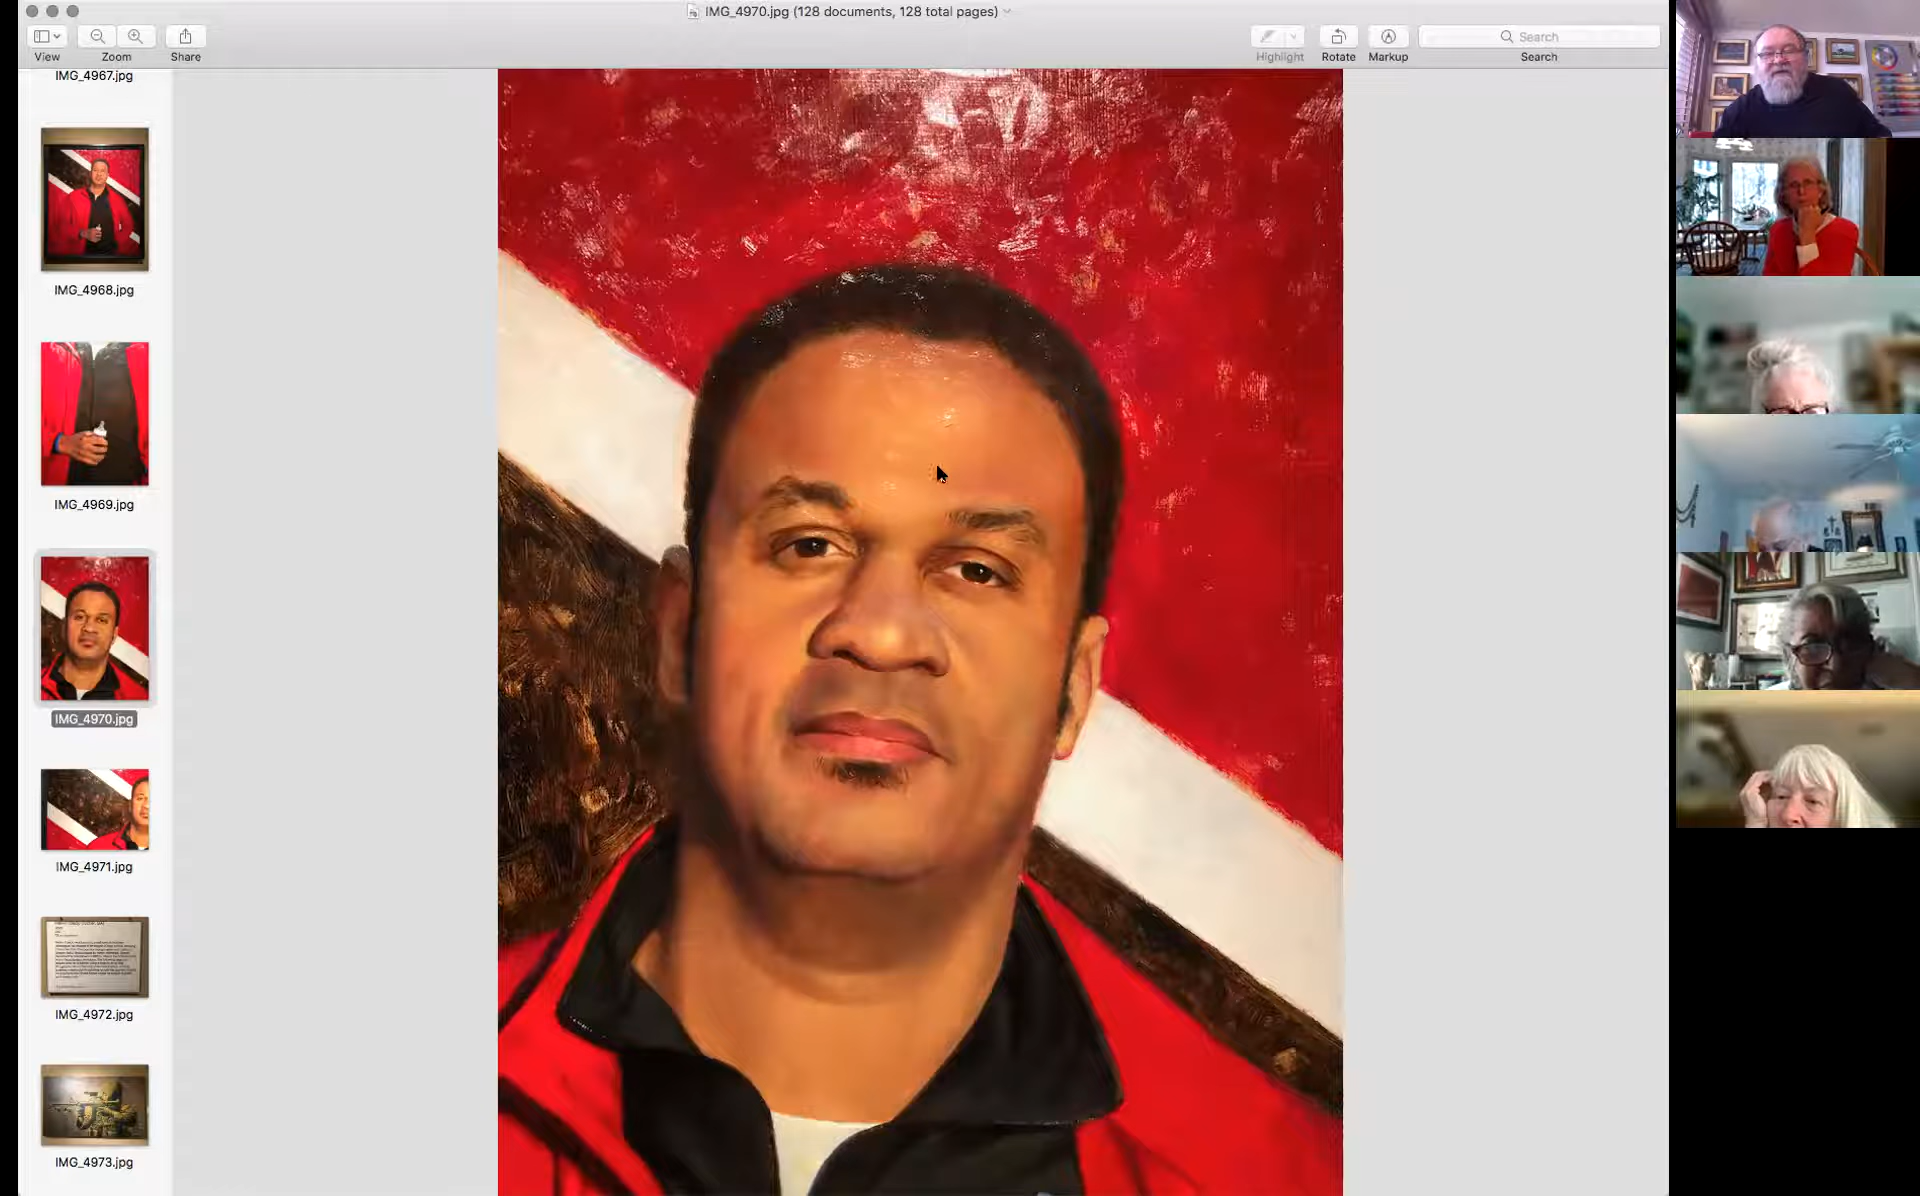 IMG_4970.jpg (128 documents, 128 total pages)
View
Zoom
Share
Highlight
Rotate
Markup
Search
Search
IMG_4967.jpg
IMG_4968.jpg
IMG_4969.jpg
IMG_4970.jpg
IMG_4971.jpg
IMG_4972.jpg
IMG_4973.jpg